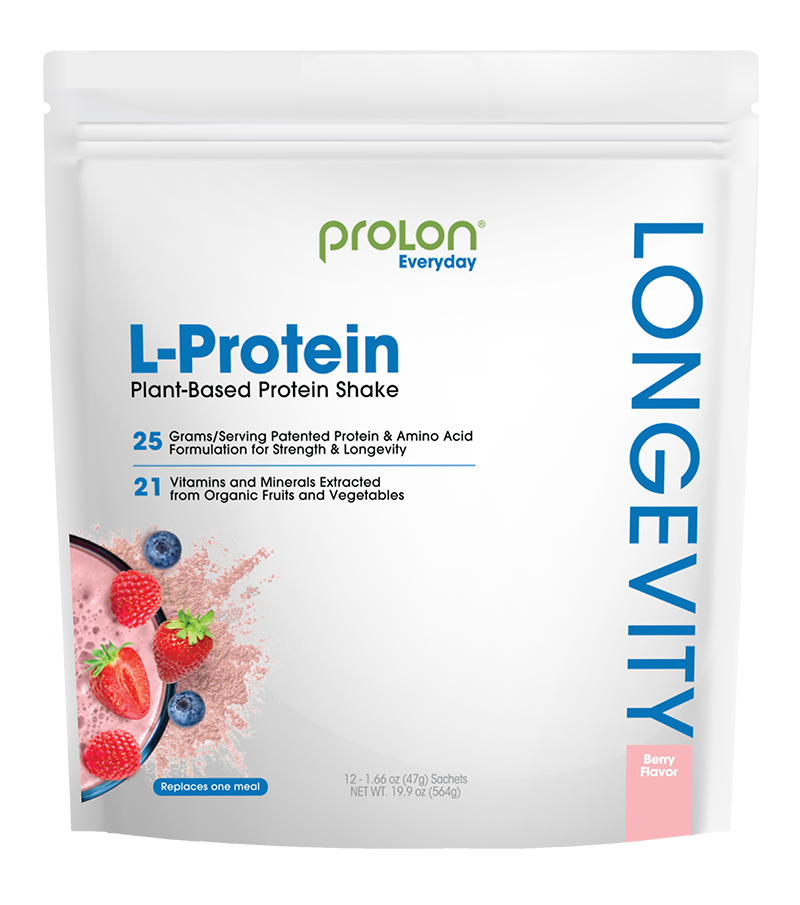 PROLON®
Everyday
L-Protein
Plant-Based Protein Shake
25 Grams/Serving Patented Protein & Amino Acid
Formulation for Strength & Longevity
21 Vitamins and Minerals Extracted
from Organic Fruits and Vegetables
Replaces one meal
12 - 1.66 oz (47g) Sachets
NET WT. 19.9 oz (564g)
LONGEVITY
Berry
Flavor